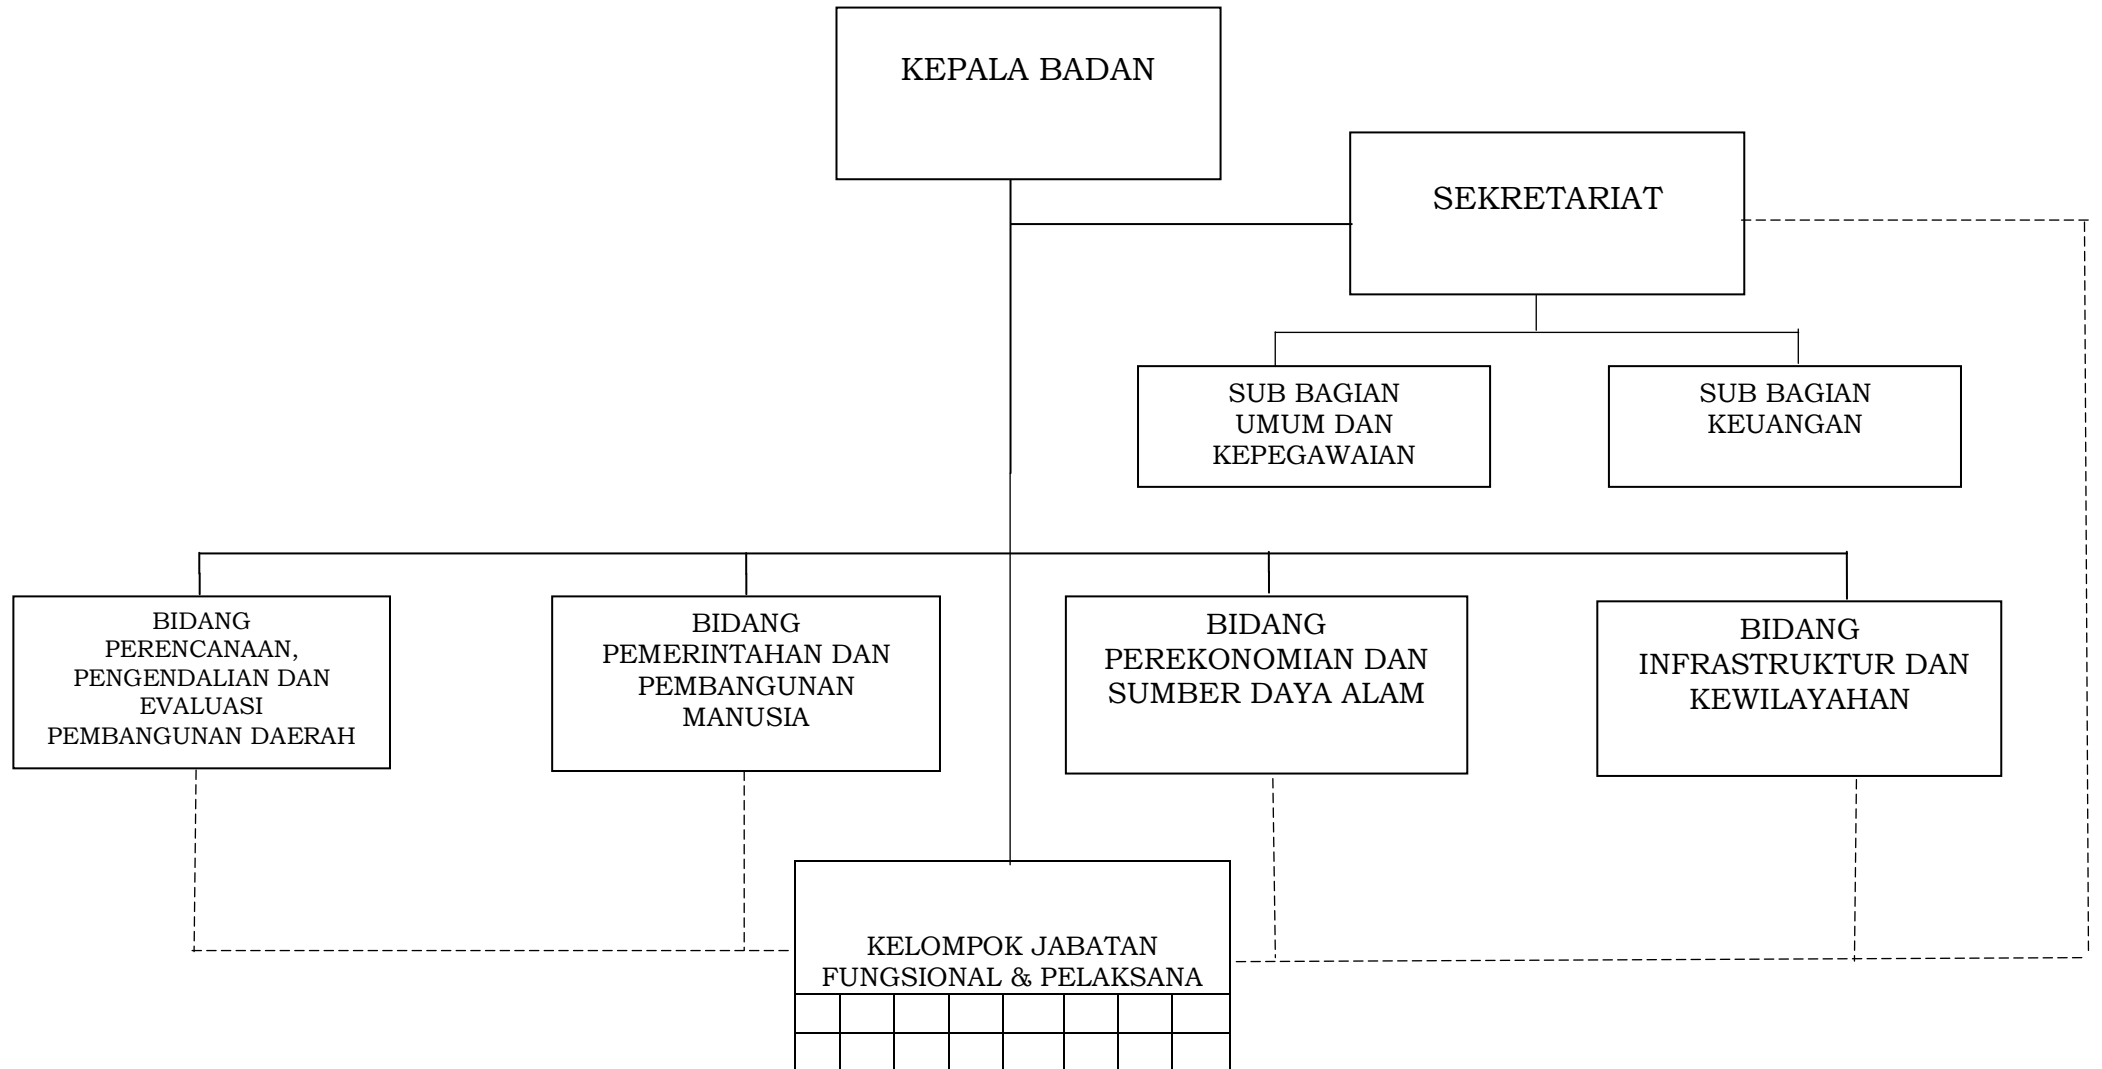 KEPALA BADAN
SEKRETARIAT
SUB BAGIAN
UMUM DAN
KEPEGAWAIAN
SUB BAGIAN
KEUANGAN
BIDANG
PERENCANAAN,
PENGENDALIAN DAN
EVALUASI
PEMBANGUNAN DAERAH
BIDANG
PEMERINTAHAN DAN
PEMBANGUNAN
MANUSIA
BIDANG
PEREKONOMIAN DAN
SUMBER DAYA ALAM
BIDANG
INFRASTRUKTUR DAN
KEWILAYAHAN
KELOMPOK JABATAN
FUNGSIONAL & PELAKSANA